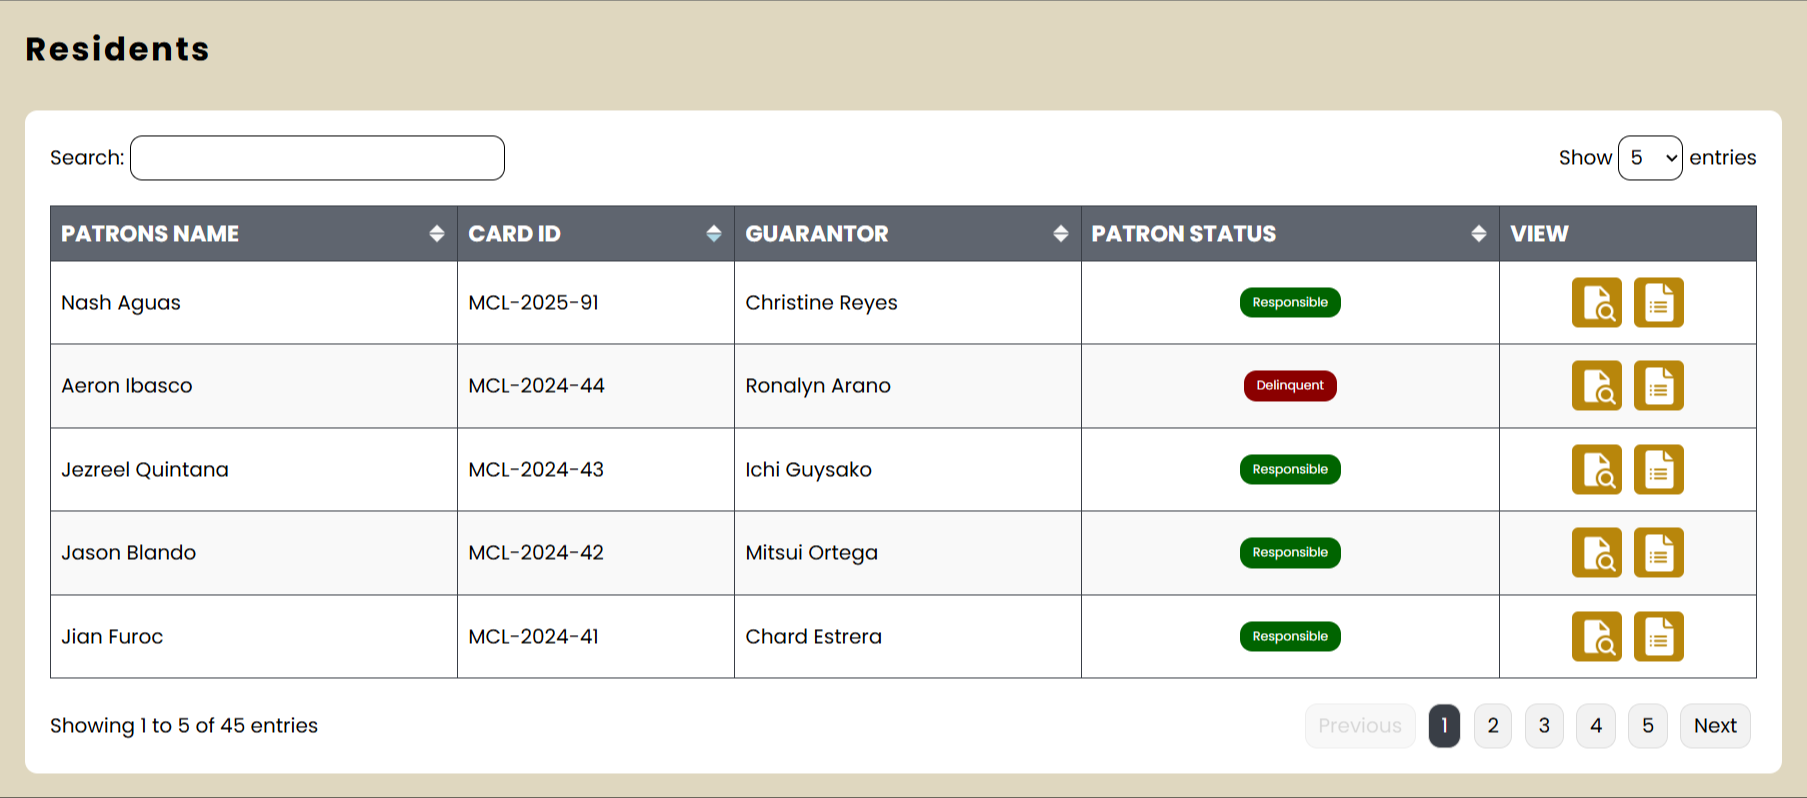 Residents
Search:
Show 5 entries
PATRONS NAME CARD ID GUARANTOR PATRON STATUS VIEW
Nash Aguas MCL-2025-91 Christine Reyes Responsible
Aeron Ibasco MCL-2024-44 Ronalyn Arano Delinquent
Jezreel Quintana MCL-2024-43 Ichi Guysako Responsible
Jason Blando MCL-2024-42 Mitsui Ortega Responsible
Jian Furoc MCL-2024-41 Chard Estrera Responsible
Showing 1 to 5 of 45 entries Previous 1 2 3 4 5 Next